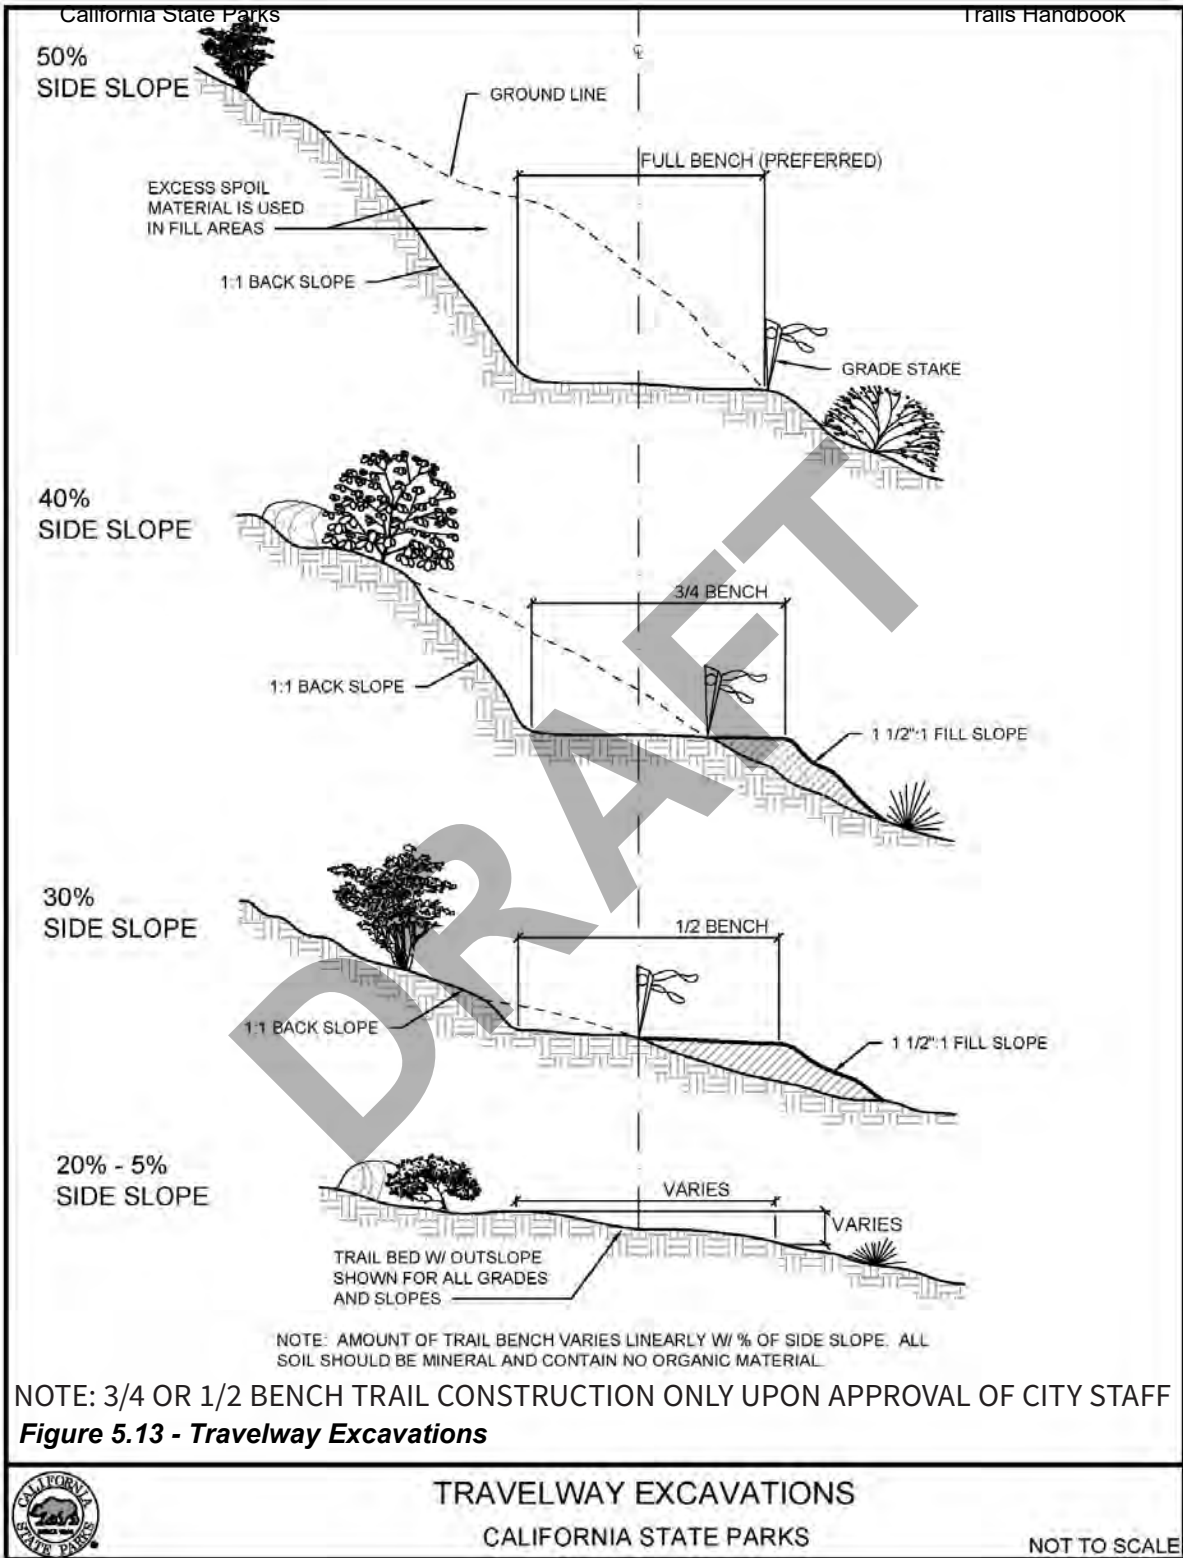 California State Parks
Trails Handbook
50%
SIDE SLOPE
℄
GROUND LINE
FULL BENCH (PREFERRED)
EXCESS SPOIL
MATERIAL IS USED
IN FILL AREAS
1:1 BACK SLOPE
GRADE STAKE
40%
SIDE SLOPE
3/4 BENCH
1:1 BACK SLOPE
1 1/2":1 FILL SLOPE
DRAFT
30%
SIDE SLOPE
1/2 BENCH
1:1 BACK SLOPE
1 1/2":1 FILL SLOPE
20% - 5%
SIDE SLOPE
VARIES
VARIES
TRAIL BED W/ OUTSLOPE
SHOWN FOR ALL GRADES
AND SLOPES
NOTE: AMOUNT OF TRAIL BENCH VARIES LINEARLY W/ % OF SIDE SLOPE. ALL
SOIL SHOULD BE MINERAL AND CONTAIN NO ORGANIC MATERIAL.
NOTE: 3/4 OR 1/2 BENCH TRAIL CONSTRUCTION ONLY UPON APPROVAL OF CITY STAFF
Figure 5.13 - Travelway Excavations
CALIFORNIA
STATE PARKS
TRAVELWAY EXCAVATIONS
CALIFORNIA STATE PARKS
NOT TO SCALE